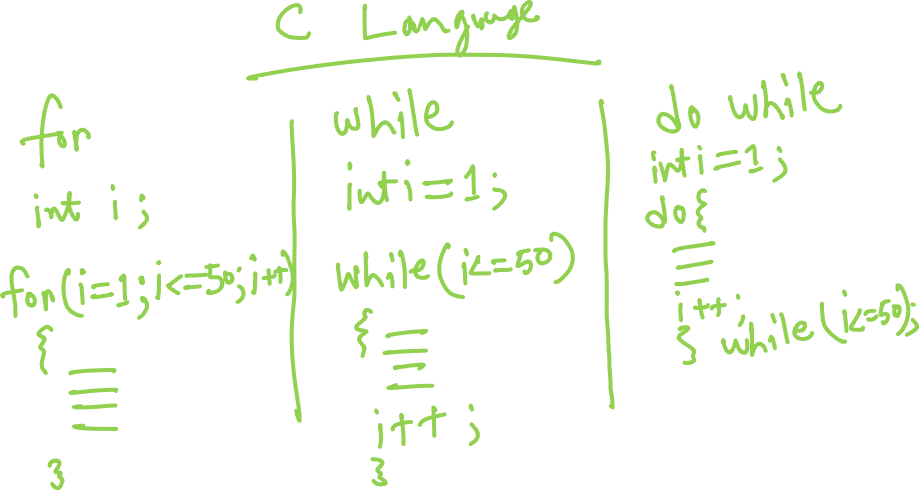 C Language
for
int i;
for(i=1;i<=50;i++)
{
}
while
int i=1;
while(i<=50)
{
i++;
}
do while
int i=1;
do{
i++;
} while(i<=50);